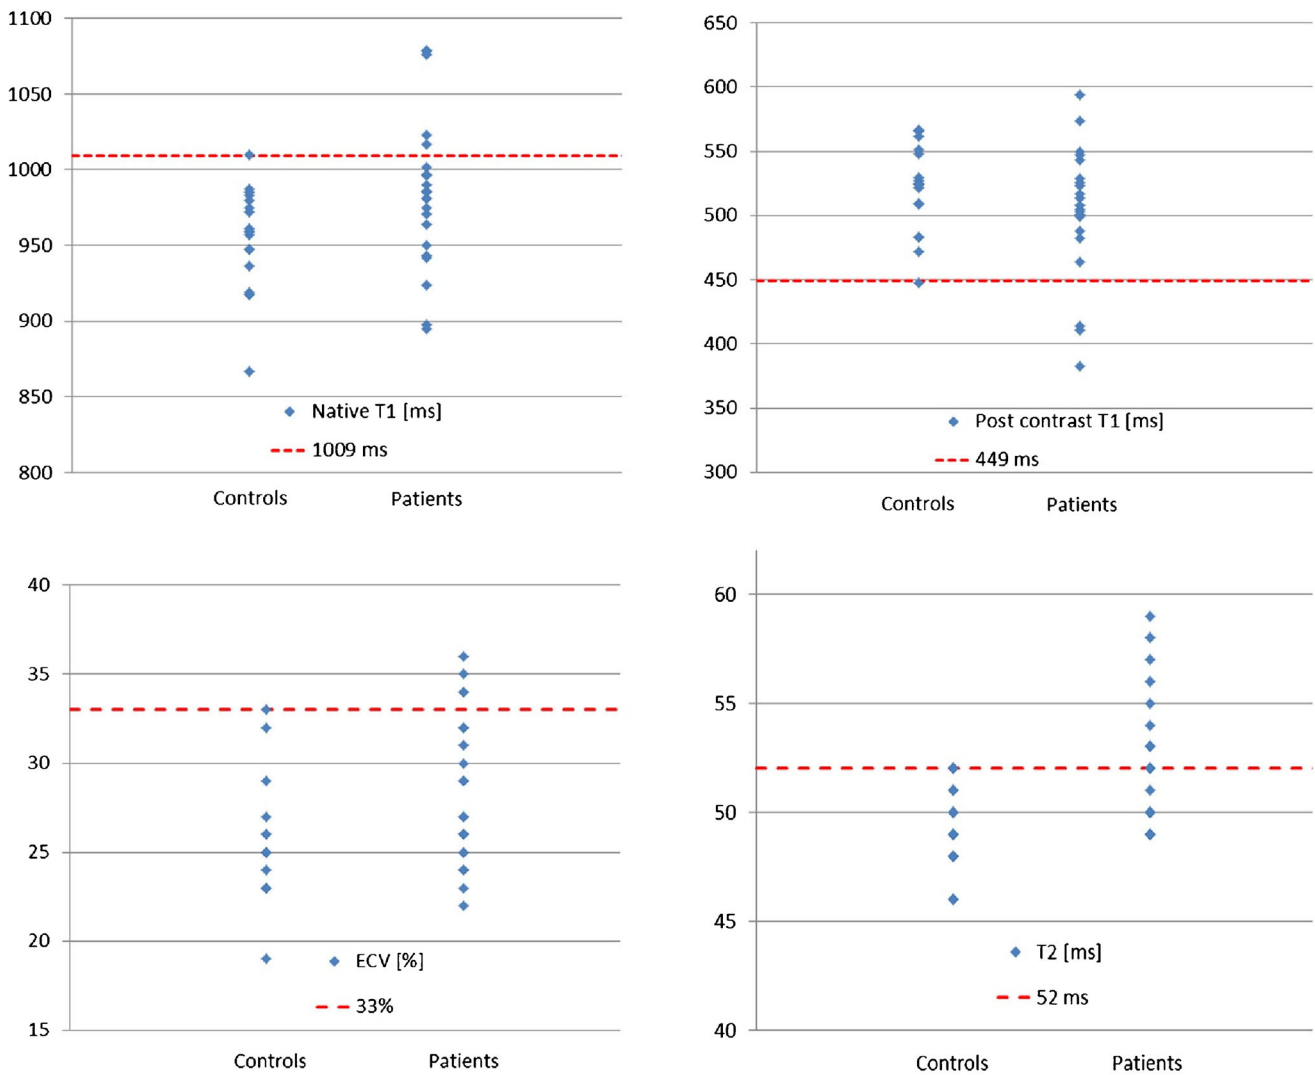 1100
1050
1000
950
900
850
800
Native T1 [ms]
1009 ms
Controls Patients
650
600
550
500
450
400
350
300
Post contrast T1 [ms]
449 ms
Controls Patients
40
35
30
25
20
15
ECV [%]
33%
Controls Patients
60
55
50
45
40
T2 [ms]
52 ms
Controls Patients